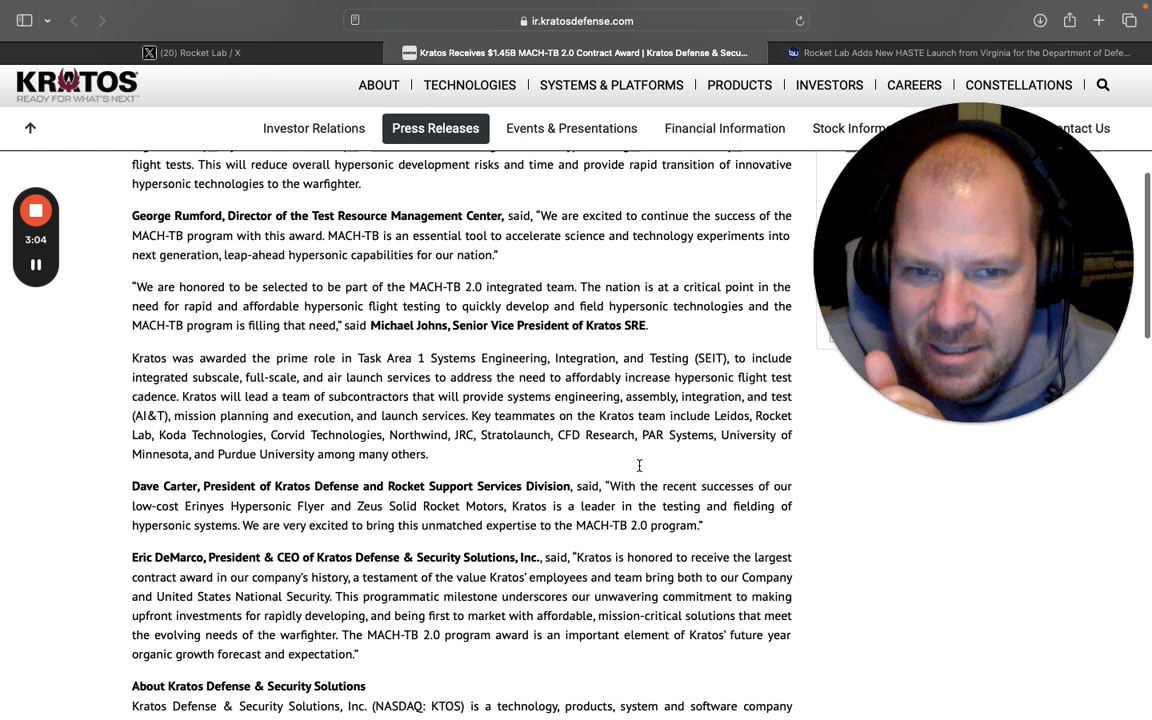 ir.kratosdefense.com
(20) Rocket Lab / X
Kratos Receives $1.45B MACH-TB 2.0 Contract Award | Kratos Defense & Secu...
Rocket Lab Adds New HASTE Launch from Virginia for the Department of Defe...
KRATOS
READY FOR WHAT'S NEXT™
ABOUT | TECHNOLOGIES | SYSTEMS & PLATFORMS | PRODUCTS | INVESTORS | CAREERS | CONSTELLATIONS |
Investor Relations Press Releases Events & Presentations Financial Information Stock Inform ntact Us
flight tests. This will reduce overall hypersonic development risks and time and provide rapid transition of innovative
hypersonic technologies to the warfighter.
3:04
George Rumford, Director of the Test Resource Management Center, said, “We are excited to continue the success of the
MACH-TB program with this award. MACH-TB is an essential tool to accelerate science and technology experiments into
next generation, leap-ahead hypersonic capabilities for our nation.”
“We are honored to be selected to be part of the MACH-TB 2.0 integrated team. The nation is at a critical point in the
need for rapid and affordable hypersonic flight testing to quickly develop and field hypersonic technologies and the
MACH-TB program is filling that need,” said Michael Johns, Senior Vice President of Kratos SRE.
Kratos was awarded the prime role in Task Area 1 Systems Engineering, Integration, and Testing (SEIT), to include
integrated subscale, full-scale, and air launch services to address the need to affordably increase hypersonic flight test
cadence. Kratos will lead a team of subcontractors that will provide systems engineering, assembly, integration, and test
(AI&T), mission planning and execution, and launch services. Key teammates on the Kratos team include Leidos, Rocket
Lab, Koda Technologies, Corvid Technologies, Northwind, JRC, Stratolaunch, CFD Research, PAR Systems, University of
Minnesota, and Purdue University among many others.
Dave Carter, President of Kratos Defense and Rocket Support Services Division, said, “With the recent successes of our
low-cost Erinyes Hypersonic Flyer and Zeus Solid Rocket Motors, Kratos is a leader in the testing and fielding of
hypersonic systems. We are very excited to bring this unmatched expertise to the MACH-TB 2.0 program.”
Eric DeMarco, President & CEO of Kratos Defense & Security Solutions, Inc., said, “Kratos is honored to receive the largest
contract award in our company’s history, a testament of the value Kratos’ employees and team bring both to our Company
and United States National Security. This programmatic milestone underscores our unwavering commitment to making
upfront investments for rapidly developing, and being first to market with affordable, mission-critical solutions that meet
the evolving needs of the warfighter. The MACH-TB 2.0 program award is an important element of Kratos’ future year
organic growth forecast and expectation.”
About Kratos Defense & Security Solutions
Kratos Defense & Security Solutions, Inc. (NASDAQ: KTOS) is a technology, products, system and software company